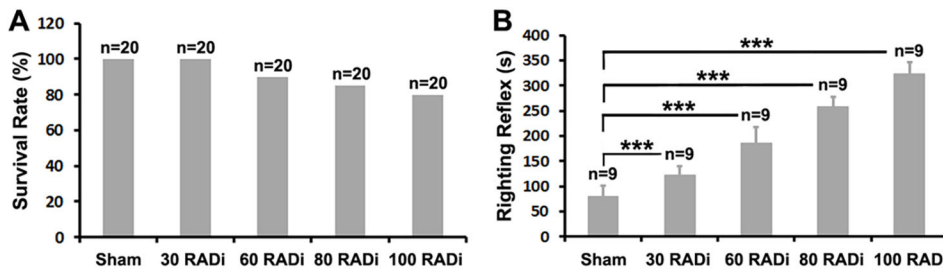 A
Survival Rate (%)
120
100
80
60
40
20
0
n=20
n=20
n=20
n=20
n=20
Sham
30 RADi
60 RADi
80 RADi
100 RADi
B
Righting Reflex (s)
400
350
300
250
200
150
100
50
0
***
***
***
***
n=9
n=9
n=9
n=9
n=9
Sham
30 RADi
60 RADi
80 RADi
100 RAD